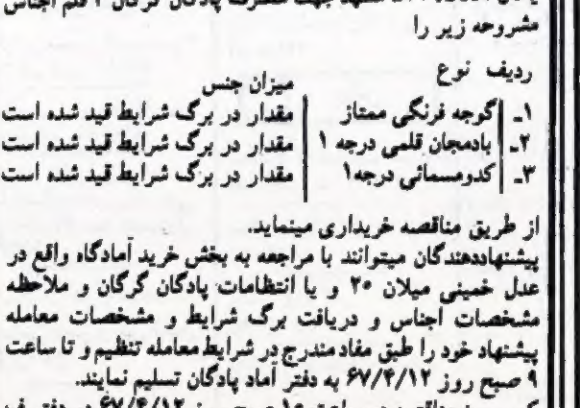 مشروحه زیر را
ردیف نوع میزان جنس
۱ـ گوجه فرنگی ممتاز مقدار در برگ شرایط قید شده است
۲ـ بادمجان قلمی درجه ۱ مقدار در برگ شرایط قید شده است
۳ـ کدومسمائی درجه۱ مقدار در برگ شرایط قید شده است
از طریق مناقصه خریداری مینماید.
پیشنهاددهندگان میتوانند با مراجعه به بخش خرید آمادگاه واقع در
عدل خمینی میلان ۲۵ و یا انتظامات پادگان گرگان و ملاحظه
مشخصات اجناس و دریافت برگ شرایط و مشخصات معامله
پیشنهاد خود را طبق مفاد مندرج در شرایط معامله تنظیم و تا ساعت
۹ صبح روز ۶۷/۴/۱۲ به دفتر آماد پادگان تسلیم نمایند.